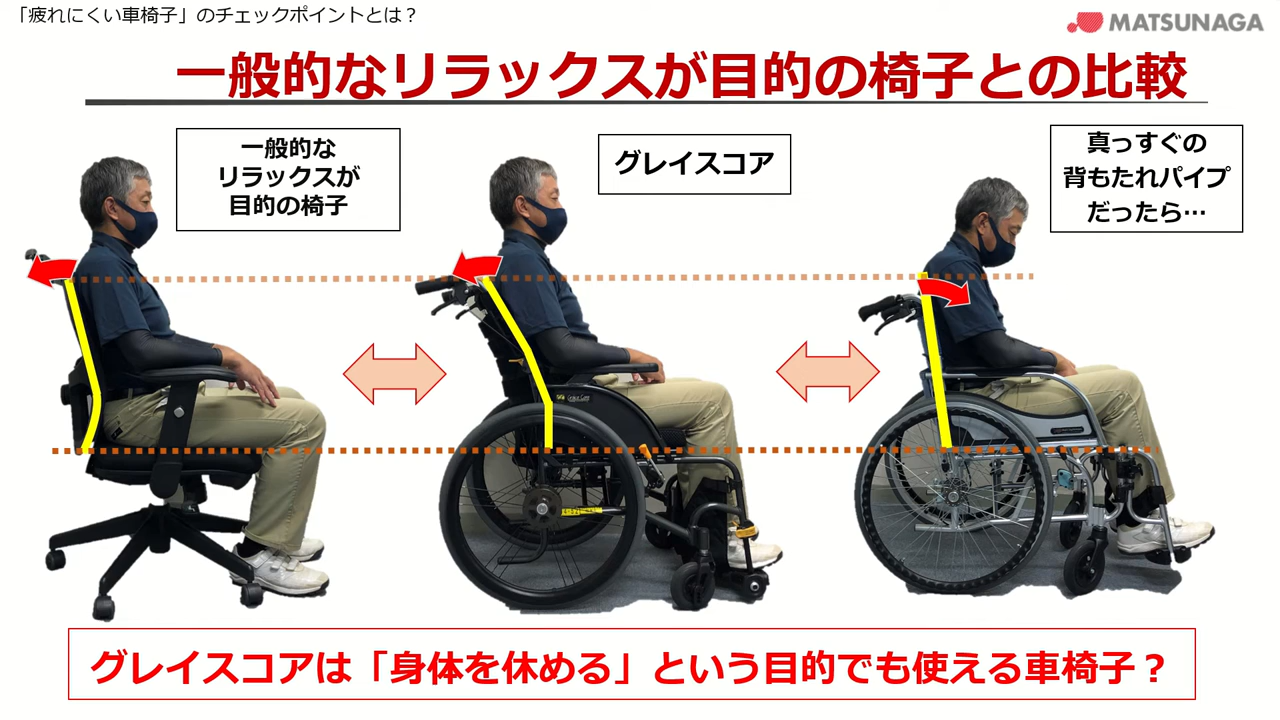 「疲れにくい車椅子」のチェックポイントとは？
MATSUNAGA
一般的なリラックスが目的の椅子との比較
一般的な
リラックスが
目的の椅子
グレイスコア
真っすぐの
背もたれパイプ
だったら…
グレイスコアは「身体を休める」という目的でも使える車椅子？